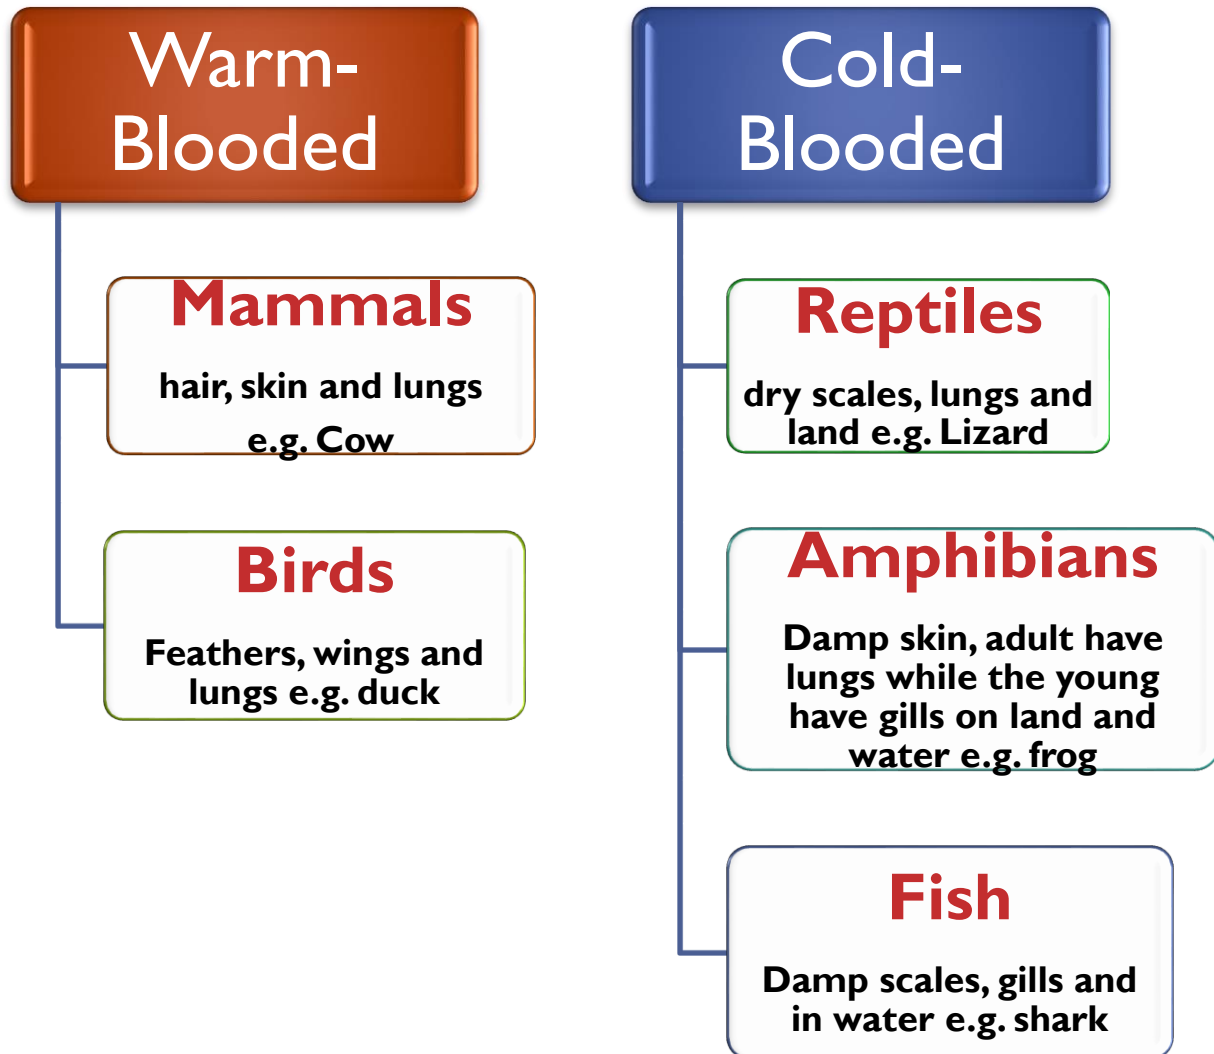 Warm-
Blooded
Mammals
hair, skin and lungs
e.g. Cow
Birds
Feathers, wings and
lungs e.g. duck
Cold-
Blooded
Reptiles
dry scales, lungs and
land e.g. Lizard
Amphibians
Damp skin, adult have
lungs while the young
have gills on land and
water e.g. frog
Fish
Damp scales, gills and
in water e.g. shark